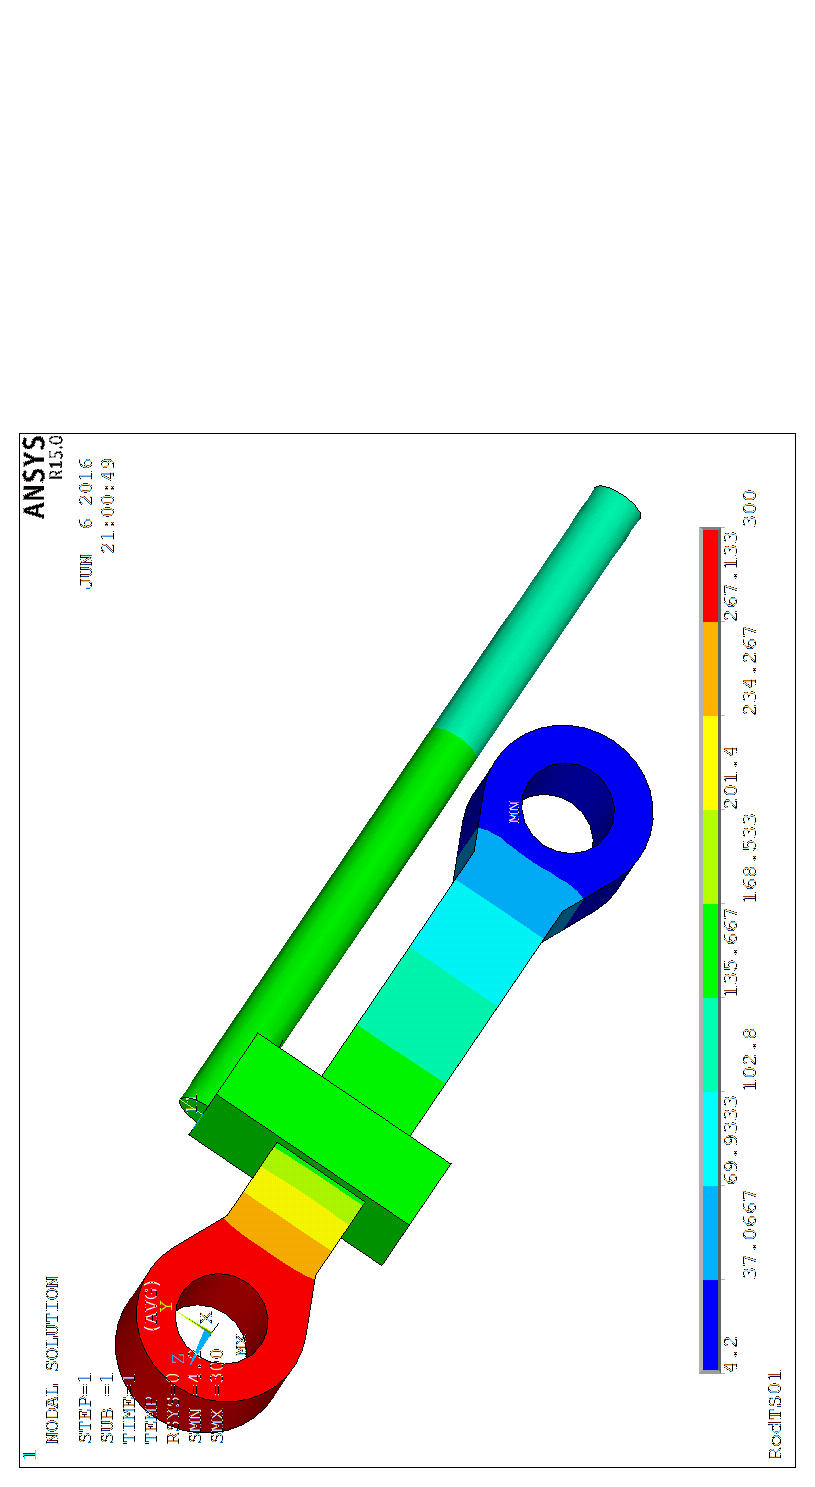 1
NODAL SOLUTION
STEP=1
SUB =1
TIME=1
TEMP
(AVG)
RSYS=0
SMN =4.2
SMX =300
ANSYS
R15.0
JUN 6 2016
21:00:49
Y
X
Z
MX
MN
4.2
37.0667
69.9333
102.8
135.667
168.533
201.4
234.267
267.133
300
RodTS01